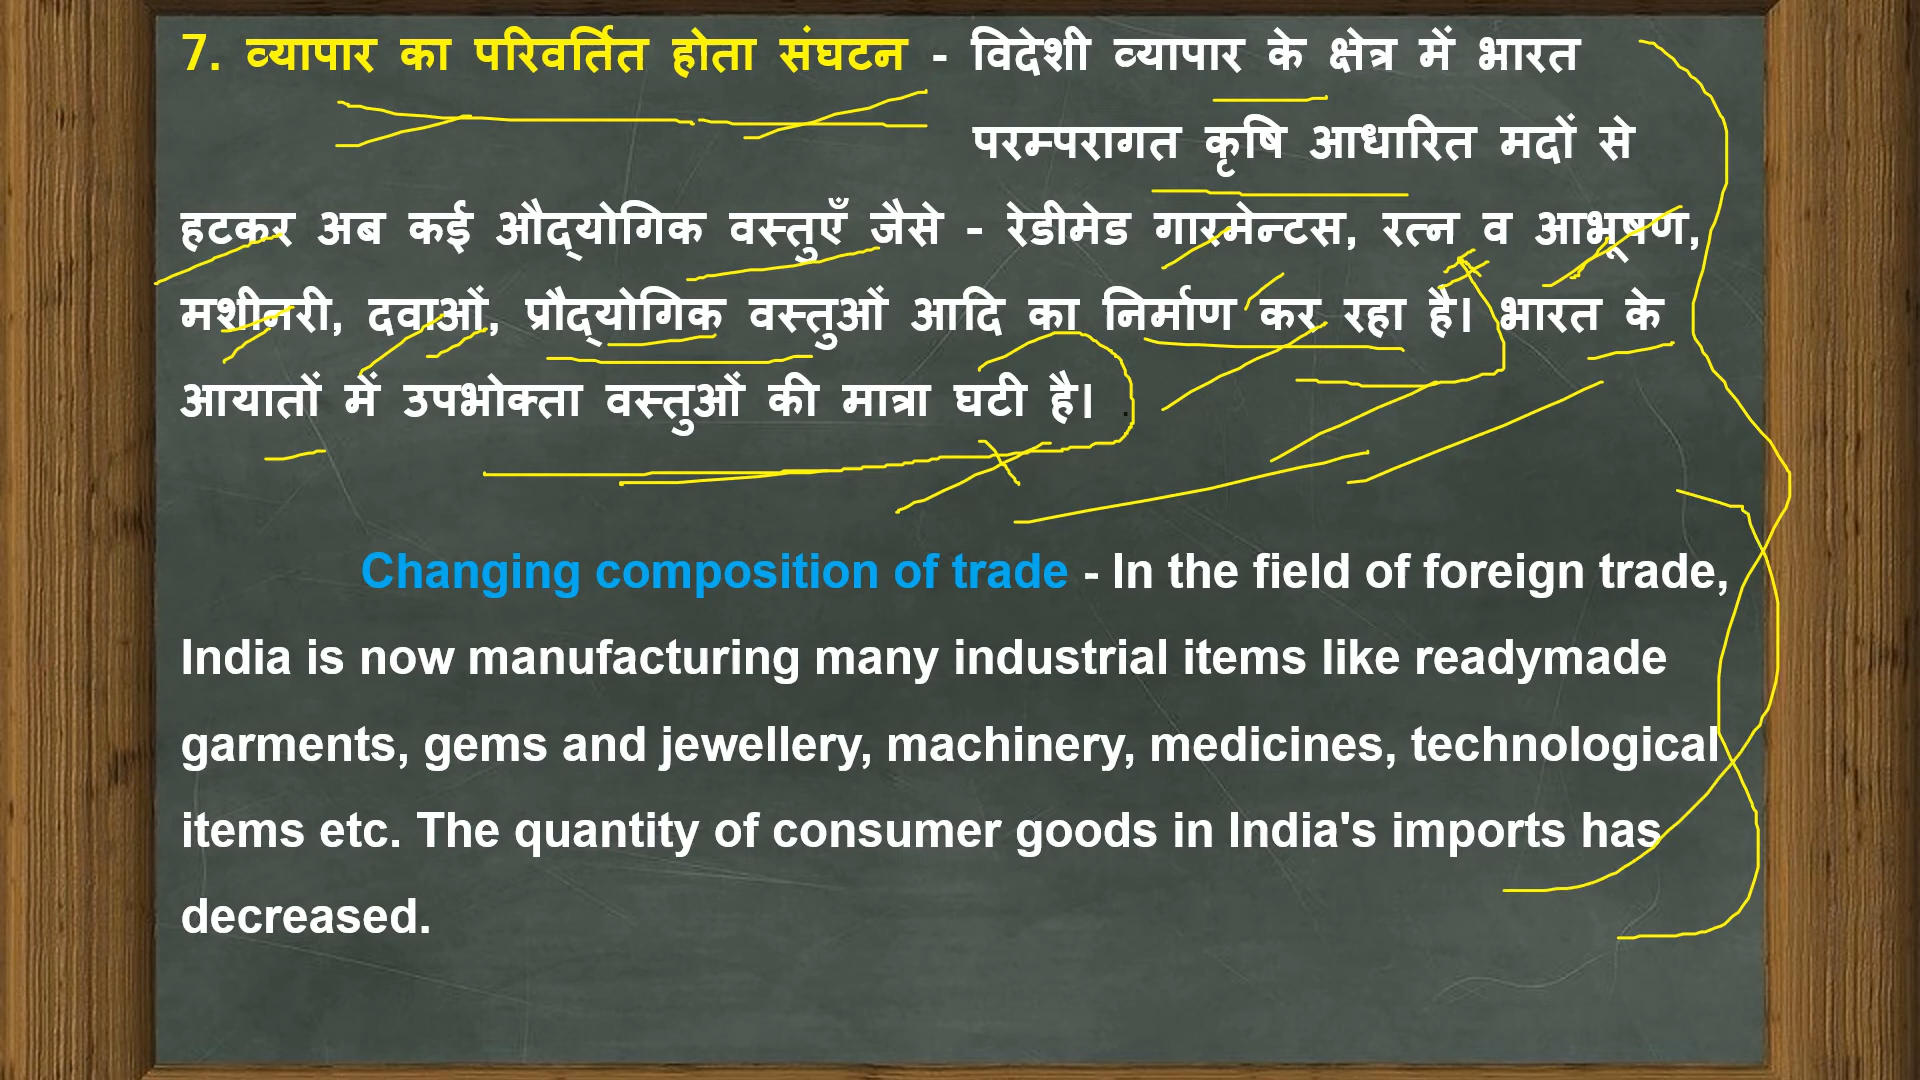 7. व्यापार का परिवर्तित होता संघटन - विदेशी व्यापार के क्षेत्र में भारत
परम्परागत कृषि आधारित मदों से
हटकर अब कई औद्योगिक वस्तुएँ जैसे - रेडीमेड गारमेन्टस, रत्न व आभूषण,
मशीनरी, दवाओं, प्रौद्योगिक वस्तुओं आदि का निर्माण कर रहा है। भारत के
आयातों में उपभोक्ता वस्तुओं की मात्रा घटी है। .
Changing composition of trade - In the field of foreign trade,
India is now manufacturing many industrial items like readymade
garments, gems and jewellery, machinery, medicines, technological
items etc. The quantity of consumer goods in India's imports has
decreased.